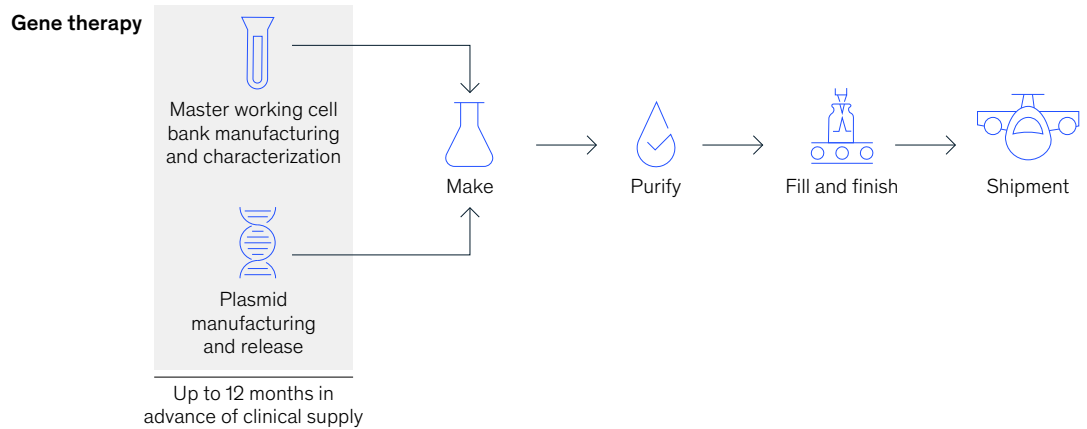 Gene therapy
Master working cell
bank manufacturing
and characterization
Plasmid
manufacturing
and release
Up to 12 months in
advance of clinical supply
Make
Purify
Fill and finish
Shipment